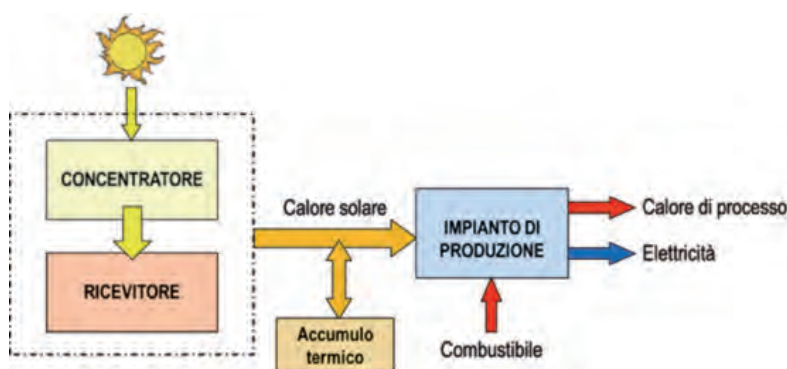 CONCENTRATORE
RICEVITORE
Calore solare
Accumulo
termico
IMPIANTO DI
PRODUZIONE
Combustibile
Calore di processo
Elettricità